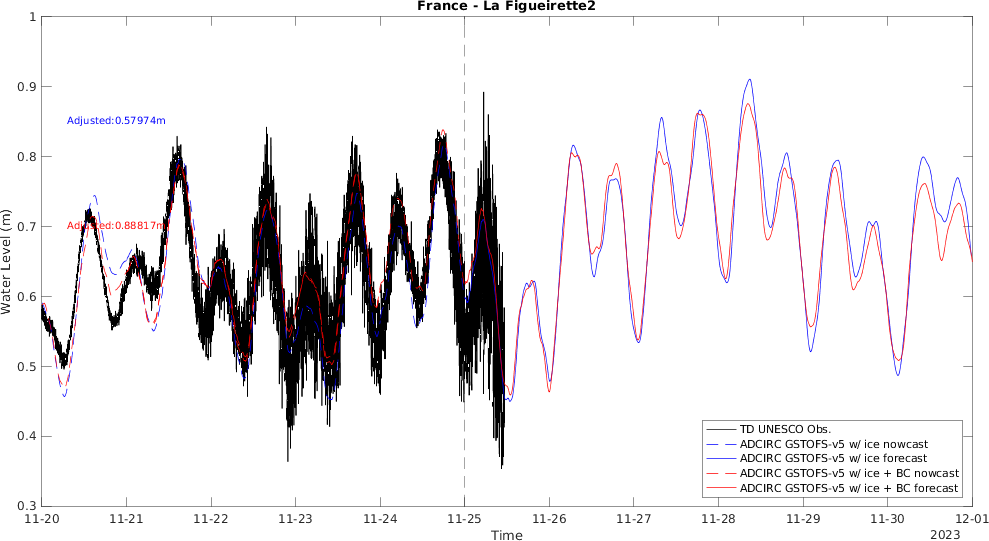 France - La Figueirette2
1
0.9
0.8
0.7
0.6
0.5
0.4
0.3
Water Level (m)
Adjusted:0.57974m
Adjusted:0.88817m
TD UNESCO Obs.
ADCIRC GSTOFS-v5 w/ ice nowcast
ADCIRC GSTOFS-v5 w/ ice forecast
ADCIRC GSTOFS-v5 w/ ice + BC nowcast
ADCIRC GSTOFS-v5 w/ ice + BC forecast
11-20 11-21 11-22 11-23 11-24 11-25 11-26 11-27 11-28 11-29 11-30 12-01
Time
2023